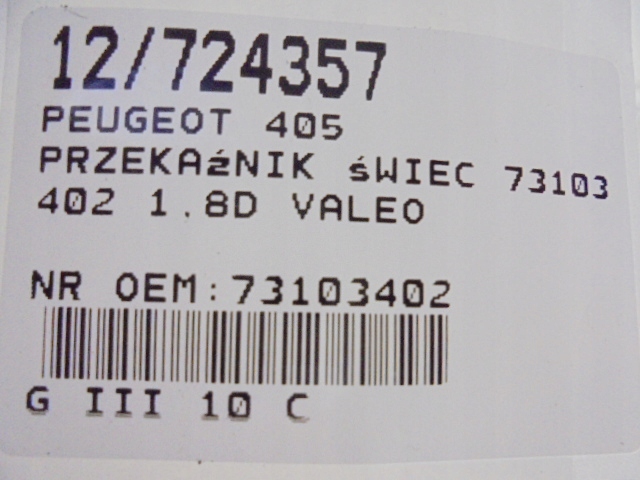 12/724357
PEUGEOT 405
PRZEKAźNIK śWIEC 73103
402 1.8D VALEO
NR OEM:73103402
G III 10 C